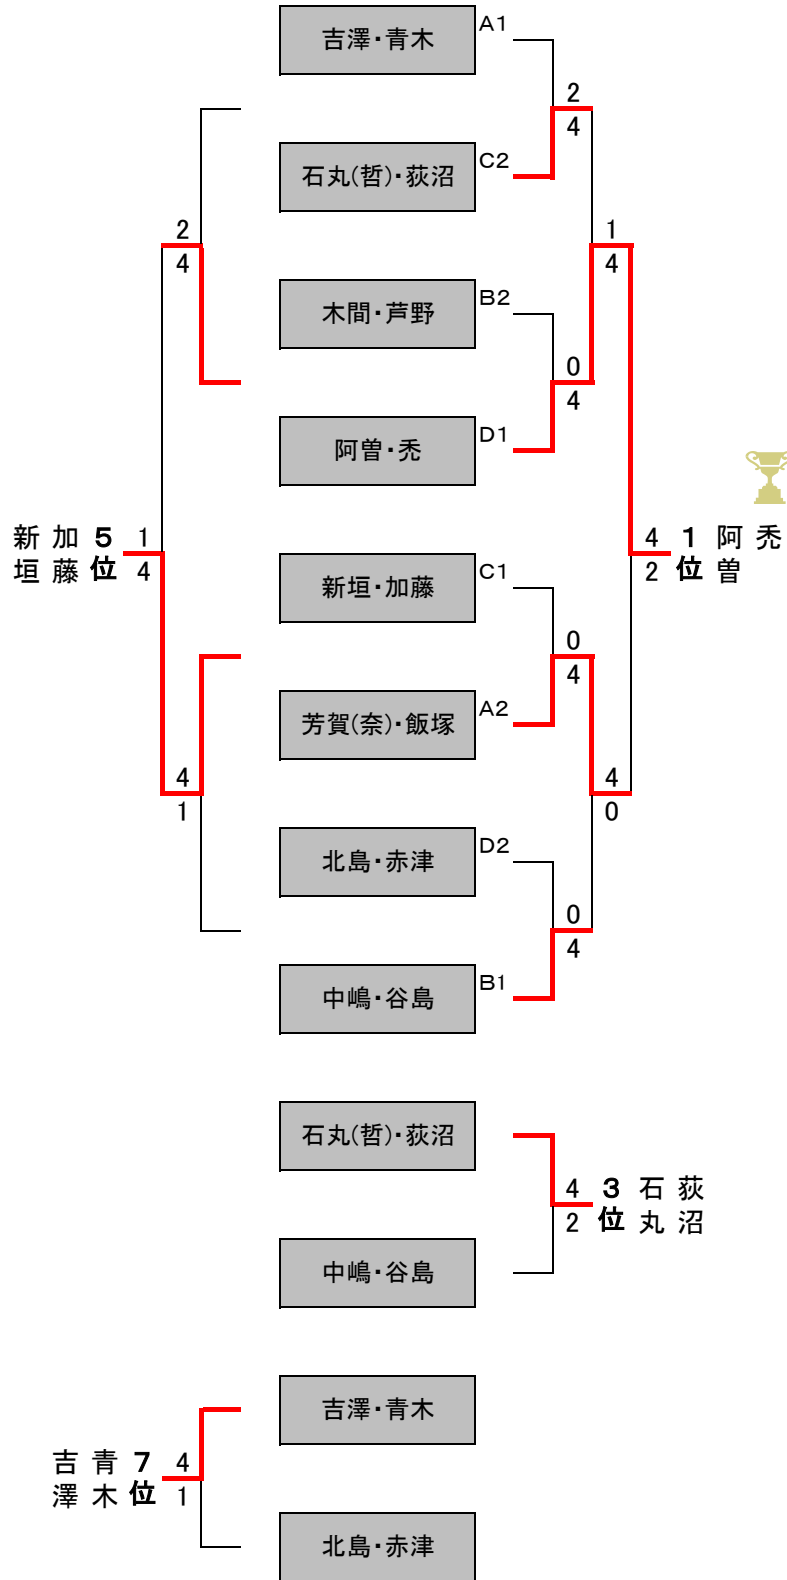 吉澤・青木 A1
2
4
石丸(哲)・荻沼 C2
2
4
1
4
木間・芦野 B2
0
4
阿曽・禿 D1
新垣 加藤 5位
1
4
4
2
1位 阿曽 禿
新垣・加藤 C1
0
4
芳賀(奈)・飯塚 A2
4
1
4
0
北島・赤津 D2
0
4
中嶋・谷島 B1
石丸(哲)・荻沼
4
2
3位 石丸 荻沼
中嶋・谷島
吉澤・青木
吉澤 青木 7位
4
1
北島・赤津